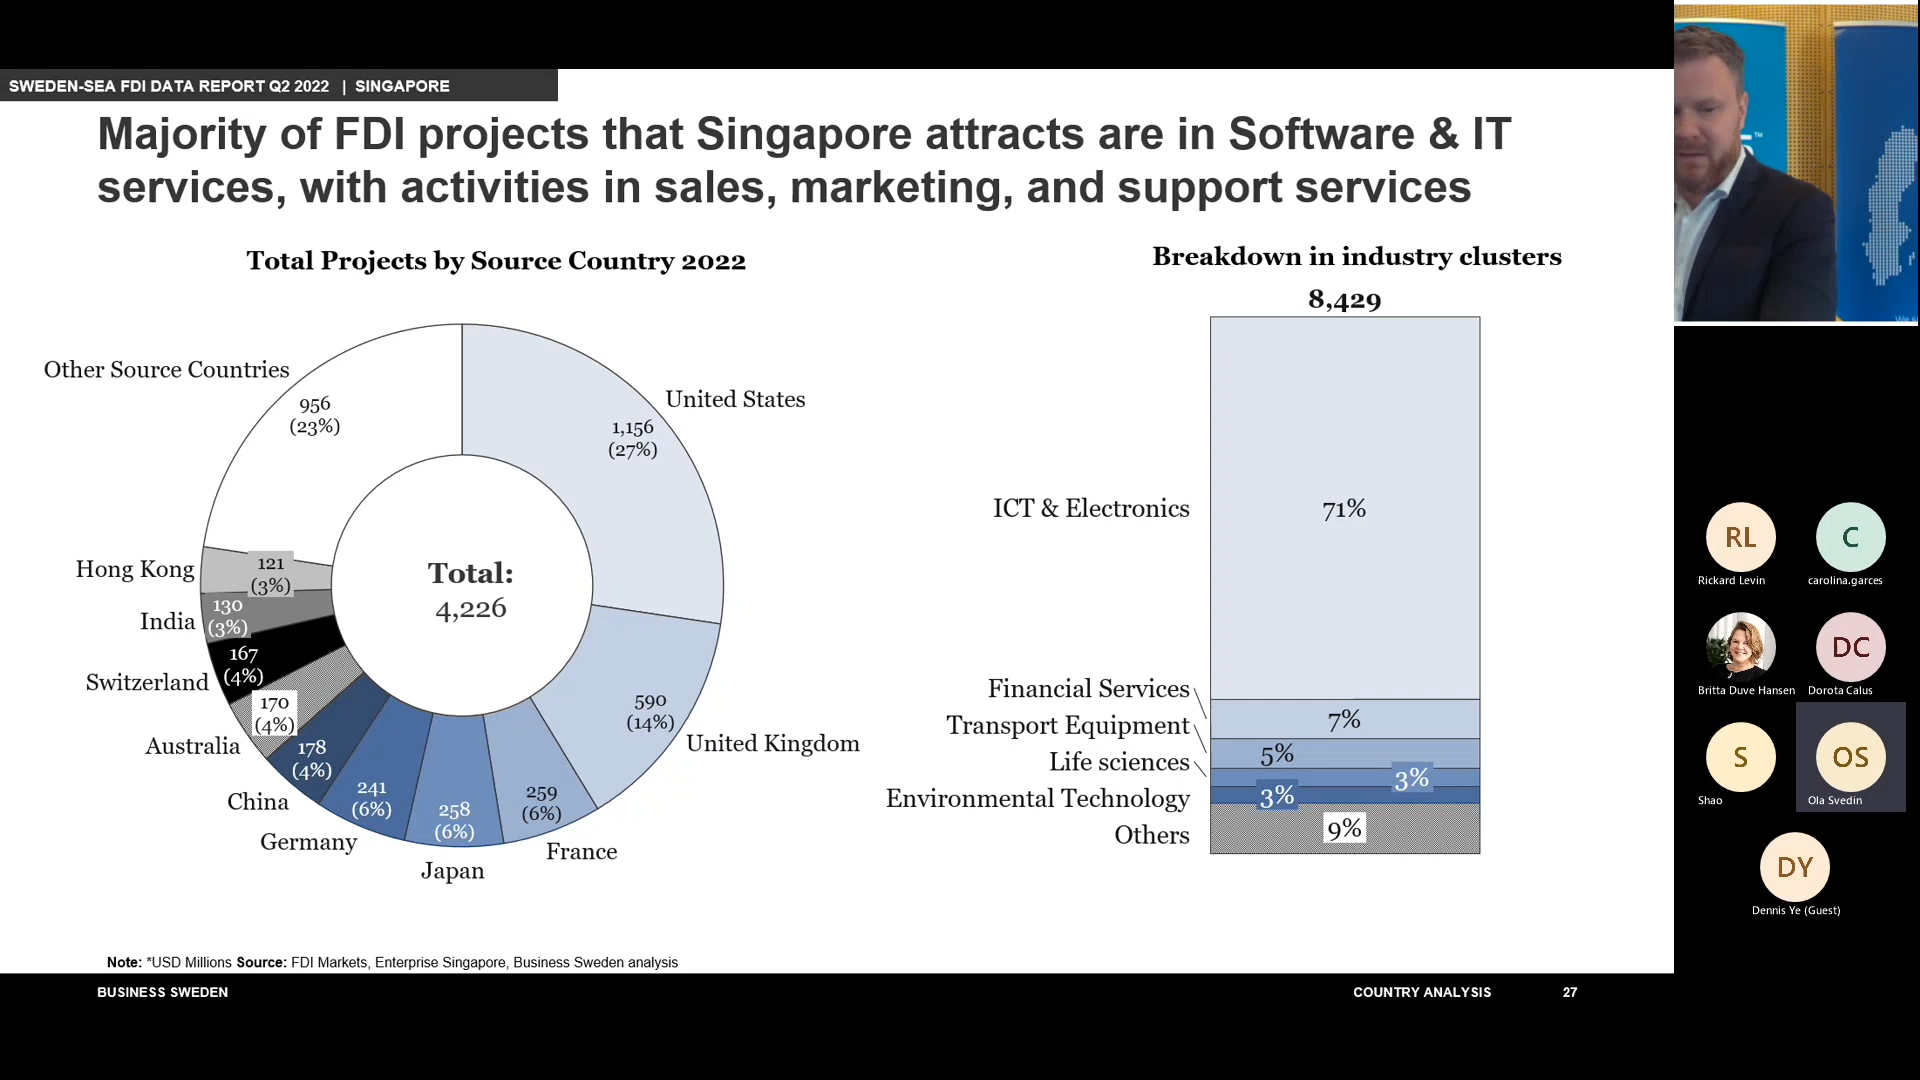 SWEDEN-SEA FDI DATA REPORT Q2 2022 | SINGAPORE
Majority of FDI projects that Singapore attracts are in Software & IT
services, with activities in sales, marketing, and support services
Total Projects by Source Country 2022
Other Source Countries
956
(23%)
United States
1,156
(27%)
Hong Kong
121
(3%)
India
130
(3%)
Switzerland
167
(4%)
Australia
170
(4%)
China
178
(4%)
Germany
241
(6%)
Japan
258
(6%)
France
259
(6%)
United Kingdom
590
(14%)
Total:
4,226
Breakdown in industry clusters
8,429
ICT & Electronics
71%
Financial Services
7%
Transport Equipment
5%
Life sciences
3%
Environmental Technology
3%
Others
9%
Note: *USD Millions Source: FDI Markets, Enterprise Singapore, Business Sweden analysis
BUSINESS SWEDEN
COUNTRY ANALYSIS
27
TM
RL
Rickard Levin
C
carolina.garces
Britta Duve Hansen
DC
Dorota Calus
S
Shao
OS
Ola Svedin
DY
Dennis Ye (Guest)